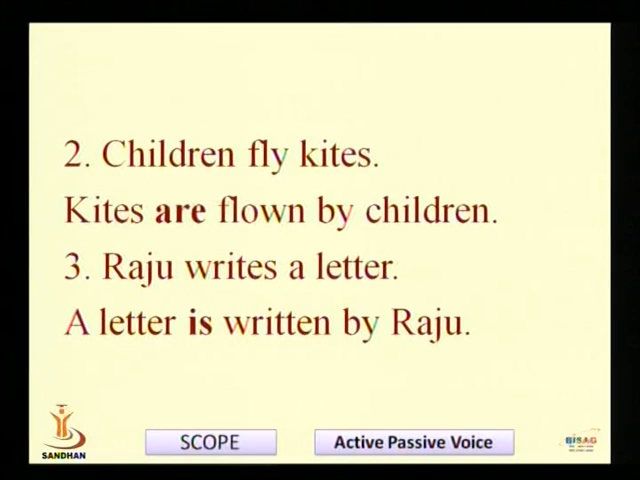 2. Children fly kites.
Kites are flown by children.
3. Raju writes a letter.
A letter is written by Raju.
SANDHAN
SCOPE
Active Passive Voice
BISAG